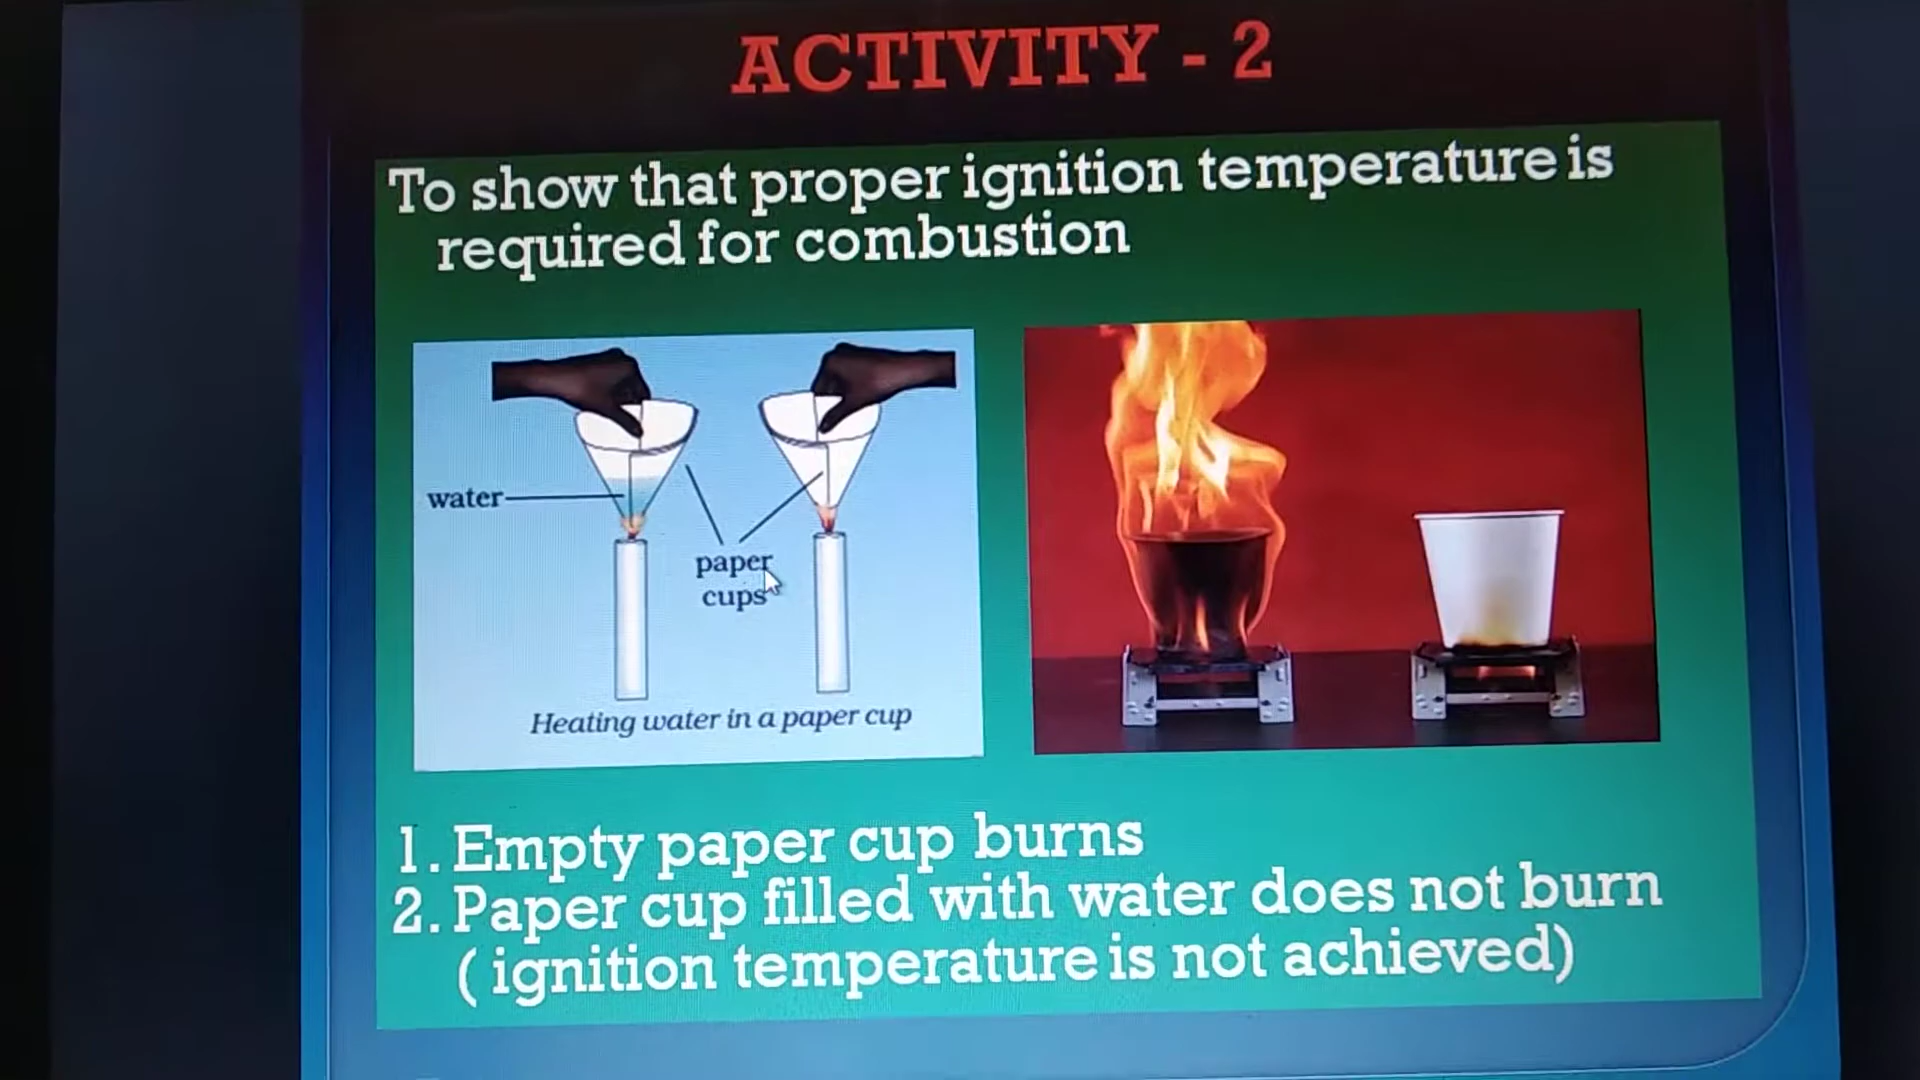 ACTIVITY - 2
To show that proper ignition temperature is
required for combustion
water
paper
cups
Heating water in a paper cup
1. Empty paper cup burns
2. Paper cup filled with water does not burn
( ignition temperature is not achieved)